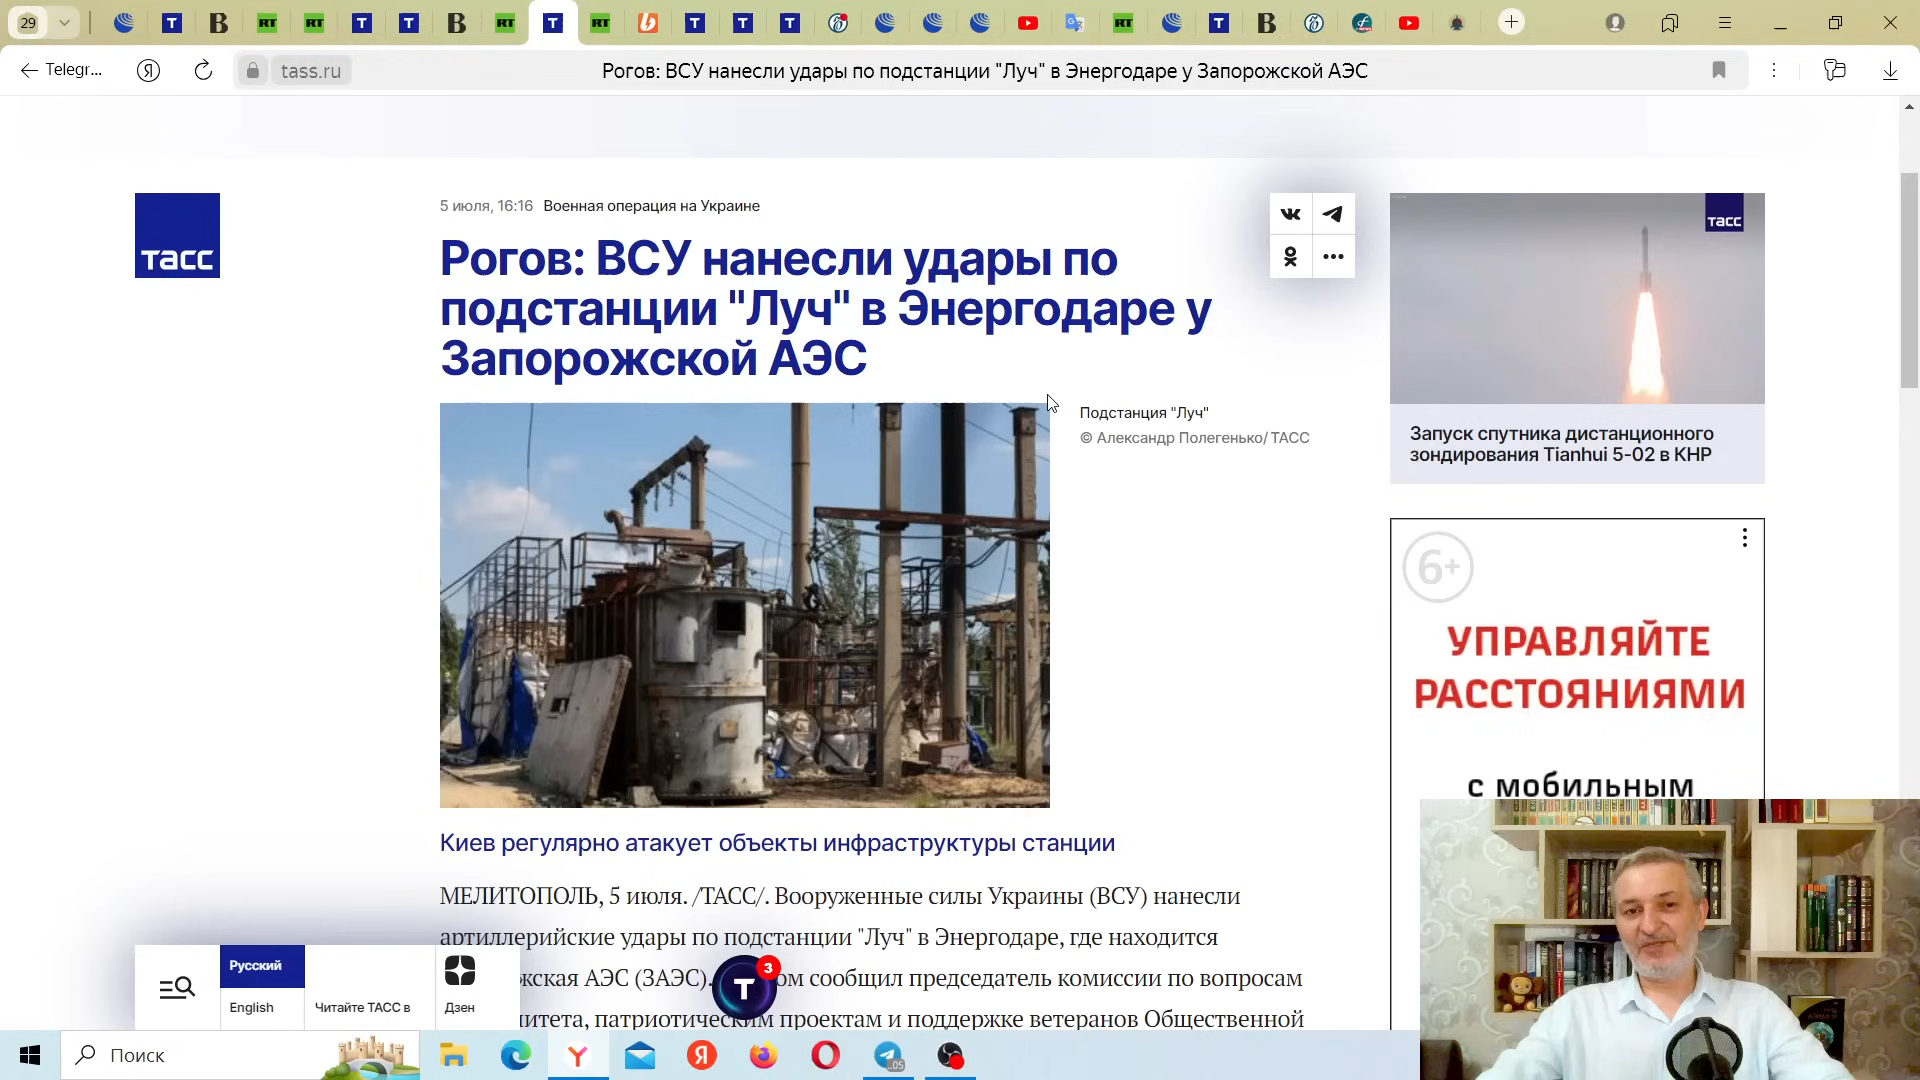 29
Telegr...
tass.ru
Рогов: ВСУ нанесли удары по подстанции "Луч" в Энергодаре у Запорожской АЭС
ТАСС
5 июля, 16:16 Военная операция на Украине
Рогов: ВСУ нанесли удары по
подстанции "Луч" в Энергодаре у
Запорожской АЭС
Подстанция "Луч"
© Александр Полегенько/ ТАСС
ТАСС
Запуск спутника дистанционного
зондирования Tianhui 5-02 в КНР
6+
УПРАВЛЯЙТЕ
РАССТОЯНИЯМИ
с мобильным
Киев регулярно атакует объекты инфраструктуры станции
МЕЛИТОПОЛЬ, 5 июля. /ТАСС/. Вооруженные силы Украины (ВСУ) нанесли
артиллерийские удары по подстанции "Луч" в Энергодаре, где находится
жская АЭС (ЗАЭС). ом сообщил председатель комиссии по вопросам
итета, патриотическим проектам и поддержке ветеранов Общественной
Русский
English
Читайте ТАСС в
Дзен
T
3
Поиск
05